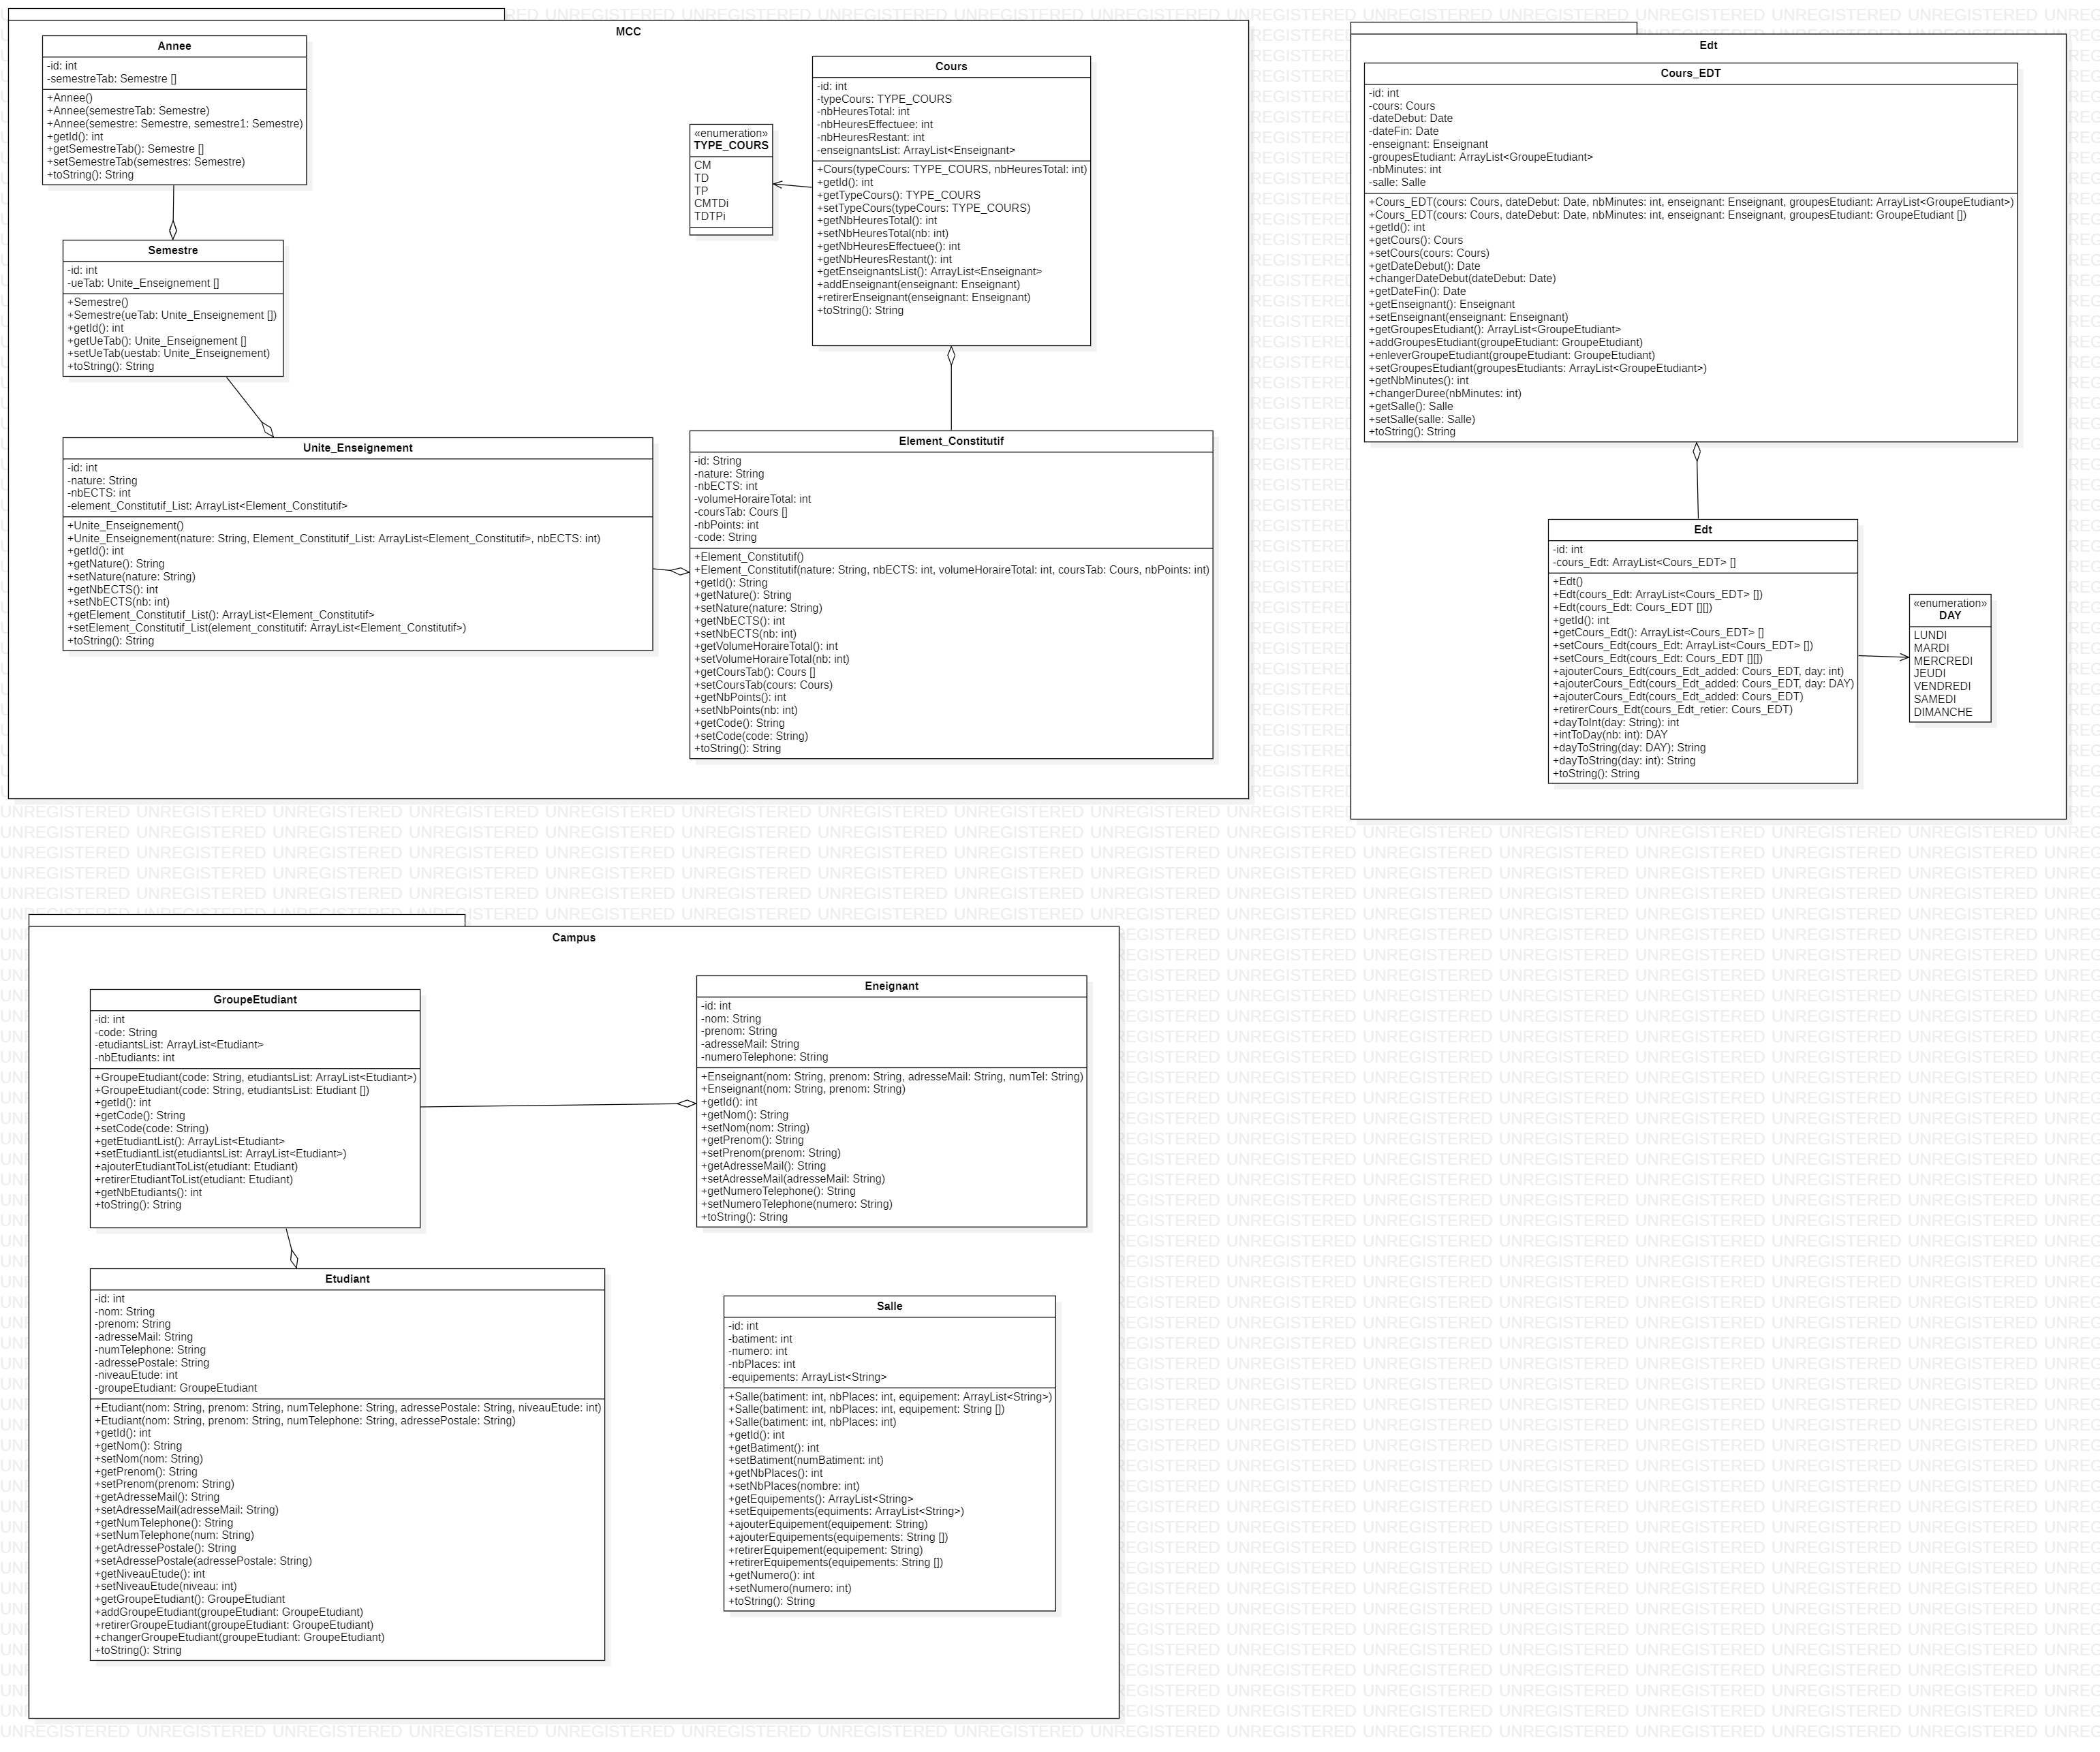 MCC
Annee
-id: int
-semestreTab: Semestre []
+Annee()
+Annee(semestreTab: Semestre)
+Annee(semestre: Semestre, semestre1: Semestre)
+getId(): int
+getSemestreTab(): Semestre []
+setSemestreTab(semestres: Semestre)
+toString(): String
Semestre
-id: int
-ueTab: Unite_Enseignement []
+Semestre()
+Semestre(ueTab: Unite_Enseignement [])
+getId(): int
+getUeTab(): Unite_Enseignement []
+setUeTab(uestab: Unite_Enseignement)
+toString(): String
«enumeration»
TYPE_COURS
CM
TD
TP
CMTDi
TDTPi
Cours
-id: int
-typeCours: TYPE_COURS
-nbHeuresTotal: int
-nbHeuresEffectuee: int
-nbHeuresRestant: int
-enseignantsList: ArrayList<Enseignant>
+Cours(typeCours: TYPE_COURS, nbHeuresTotal: int)
+getId(): int
+getTypeCours(): TYPE_COURS
+setTypeCours(typeCours: TYPE_COURS)
+getNbHeuresTotal(): int
+setNbHeuresTotal(nb: int)
+getNbHeuresEffectuee(): int
+getNbHeuresRestant(): int
+getEnseignantsList(): ArrayList<Enseignant>
+addEnseignant(enseignant: Enseignant)
+retirerEnseignant(enseignant: Enseignant)
+toString(): String
Unite_Enseignement
-id: int
-nature: String
-nbECTS: int
-element_Constitutif_List: ArrayList<Element_Constitutif>
+Unite_Enseignement()
+Unite_Enseignement(nature: String, Element_Constitutif_List: ArrayList<Element_Constitutif>, nbECTS: int)
+getId(): int
+getNature(): String
+setNature(nature: String)
+getNbECTS(): int
+setNbECTS(nb: int)
+getElement_Constitutif_List(): ArrayList<Element_Constitutif>
+setElement_Constitutif_List(element_constitutif: ArrayList<Element_Constitutif>)
+toString(): String
Element_Constitutif
-id: String
-nature: String
-nbECTS: int
-volumeHoraireTotal: int
-coursTab: Cours []
-nbPoints: int
-code: String
+Element_Constitutif()
+Element_Constitutif(nature: String, nbECTS: int, volumeHoraireTotal: int, coursTab: Cours, nbPoints: int)
+getId(): String
+getNature(): String
+setNature(nature: String)
+getNbECTS(): int
+setNbECTS(nb: int)
+getVolumeHoraireTotal(): int
+setVolumeHoraireTotal(nb: int)
+getCoursTab(): Cours []
+setCoursTab(cours: Cours)
+getNbPoints(): int
+setNbPoints(nb: int)
+getCode(): String
+setCode(code: String)
+toString(): String
Edt
Cours_EDT
-id: int
-cours: Cours
-dateDebut: Date
-dateFin: Date
-enseignant: Enseignant
-groupesEtudiant: ArrayList<GroupeEtudiant>
-nbMinutes: int
-salle: Salle
+Cours_EDT(cours: Cours, dateDebut: Date, nbMinutes: int, enseignant: Enseignant, groupesEtudiant: ArrayList<GroupeEtudiant>)
+Cours_EDT(cours: Cours, dateDebut: Date, nbMinutes: int, enseignant: Enseignant, groupesEtudiant: GroupeEtudiant [])
+getId(): int
+getCours(): Cours
+setCours(cours: Cours)
+getDateDebut(): Date
+changerDateDebut(dateDebut: Date)
+getDateFin(): Date
+getEnseignant(): Enseignant
+setEnseignant(enseignant: Enseignant)
+getGroupesEtudiant(): ArrayList<GroupeEtudiant>
+addGroupesEtudiant(groupeEtudiant: GroupeEtudiant)
+enleverGroupeEtudiant(groupeEtudiant: GroupeEtudiant)
+setGroupesEtudiant(groupesEtudiants: ArrayList<GroupeEtudiant>)
+getNbMinutes(): int
+changerDuree(nbMinutes: int)
+getSalle(): Salle
+setSalle(salle: Salle)
+toString(): String
Edt
-id: int
-cours_Edt: ArrayList<Cours_EDT> []
+Edt()
+Edt(cours_Edt: ArrayList<Cours_EDT> [])
+Edt(cours_Edt: Cours_EDT [][])
+getId(): int
+getCours_Edt(): ArrayList<Cours_EDT> []
+setCours_Edt(cours_Edt: ArrayList<Cours_EDT> [])
+setCours_Edt(cours_Edt: Cours_EDT [][])
+ajouterCours_Edt(cours_Edt_added: Cours_EDT, day: int)
+ajouterCours_Edt(cours_Edt_added: Cours_EDT, day: DAY)
+ajouterCours_Edt(cours_Edt_added: Cours_EDT)
+retirerCours_Edt(cours_Edt_retier: Cours_EDT)
+dayToInt(day: String): int
+intToDay(nb: int): DAY
+dayToString(day: DAY): String
+dayToString(day: int): String
+toString(): String
«enumeration»
DAY
LUNDI
MARDI
MERCREDI
JEUDI
VENDREDI
SAMEDI
DIMANCHE
Campus
GroupeEtudiant
-id: int
-code: String
-etudiantsList: ArrayList<Etudiant>
-nbEtudiants: int
+GroupeEtudiant(code: String, etudiantsList: ArrayList<Etudiant>)
+GroupeEtudiant(code: String, etudiantsList: Etudiant [])
+getId(): int
+getCode(): String
+setCode(code: String)
+getEtudiantList(): ArrayList<Etudiant>
+setEtudiantList(etudiantsList: ArrayList<Etudiant>)
+ajouterEtudiantToList(etudiant: Etudiant)
+retirerEtudiantToList(etudiant: Etudiant)
+getNbEtudiants(): int
+toString(): String
Eneignant
-id: int
-nom: String
-prenom: String
-adresseMail: String
-numeroTelephone: String
+Enseignant(nom: String, prenom: String, adresseMail: String, numTel: String)
+Enseignant(nom: String, prenom: String)
+getId(): int
+getNom(): String
+setNom(nom: String)
+getPrenom(): String
+setPrenom(prenom: String)
+getAdresseMail(): String
+setAdresseMail(adresseMail: String)
+getNumeroTelephone(): String
+setNumeroTelephone(numero: String)
+toString(): String
Etudiant
-id: int
-nom: String
-prenom: String
-adresseMail: String
-numTelephone: String
-adressePostale: String
-niveauEtude: int
-groupeEtudiant: GroupeEtudiant
+Etudiant(nom: String, prenom: String, numTelephone: String, adressePostale: String, niveauEtude: int)
+Etudiant(nom: String, prenom: String, numTelephone: String, adressePostale: String)
+getId(): int
+getNom(): String
+setNom(nom: String)
+getPrenom(): String
+setPrenom(prenom: String)
+getAdresseMail(): String
+setAdresseMail(adresseMail: String)
+getNumTelephone(): String
+setNumTelephone(num: String)
+getAdressePostale(): String
+setAdressePostale(adressePostale: String)
+getNiveauEtude(): int
+setNiveauEtude(niveau: int)
+getGroupeEtudiant(): GroupeEtudiant
+addGroupeEtudiant(groupeEtudiant: GroupeEtudiant)
+retirerGroupeEtudiant(groupeEtudiant: GroupeEtudiant)
+changerGroupeEtudiant(groupeEtudiant: GroupeEtudiant)
+toString(): String
Salle
-id: int
-batiment: int
-numero: int
-nbPlaces: int
-equipements: ArrayList<String>
+Salle(batiment: int, nbPlaces: int, equipement: ArrayList<String>)
+Salle(batiment: int, nbPlaces: int, equipement: String [])
+Salle(batiment: int, nbPlaces: int)
+getId(): int
+getBatiment(): int
+setBatiment(numBatiment: int)
+getNbPlaces(): int
+setNbPlaces(nombre: int)
+getEquipements(): ArrayList<String>
+setEquipements(equiments: ArrayList<String>)
+ajouterEquipement(equipement: String)
+ajouterEquipements(equipements: String [])
+retirerEquipement(equipement: String)
+retirerEquipements(equipements: String [])
+getNumero(): int
+setNumero(numero: int)
+toString(): String
UNREGISTERED